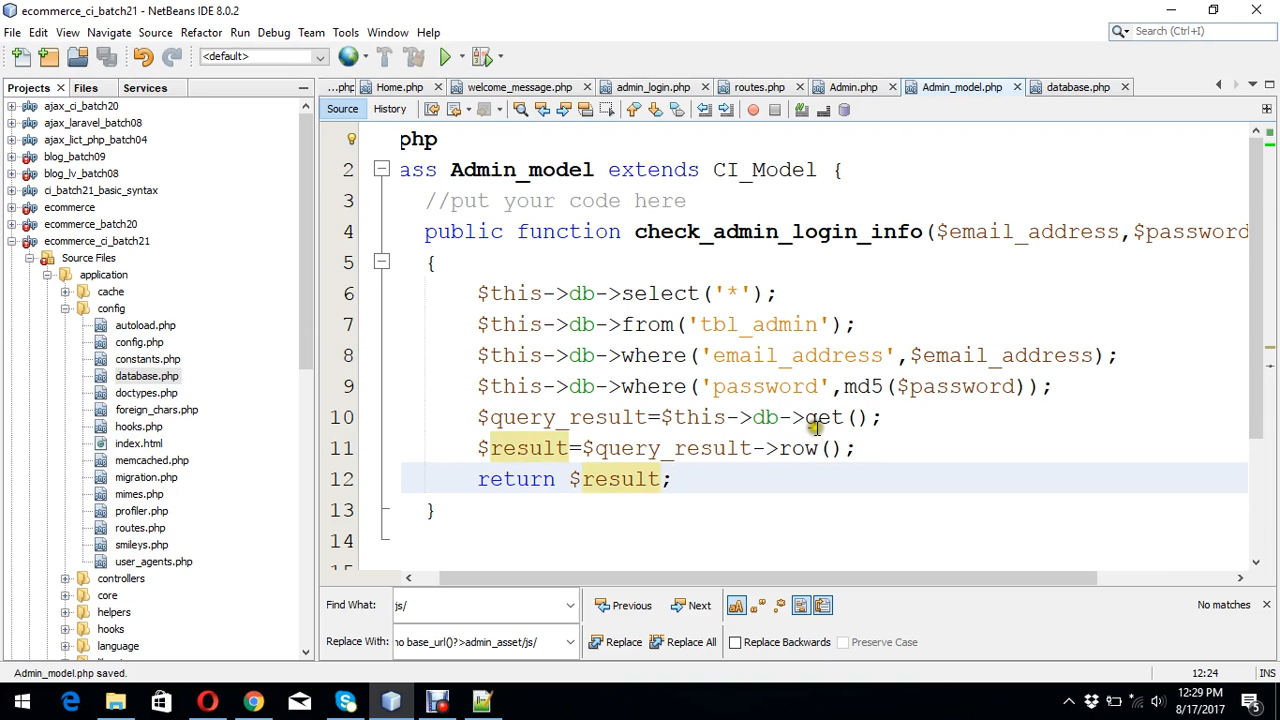 ecommerce_ci_batch21 - NetBeans IDE 8.0.2
File Edit View Navigate Source Refactor Run Debug Team Tools Window Help
Search (Ctrl+I)
<default>
Projects Files Services
...php Home.php welcome_message.php admin_login.php routes.php Admin.php Admin_model.php database.php
Source History
ajax_ci_batch20
ajax_laravel_batch08
ajax_lict_php_batch04
blog_batch09
blog_lv_batch08
ci_batch21_basic_syntax
ecommerce
ecommerce_batch20
ecommerce_ci_batch21
Source Files
application
cache
config
autoload.php
config.php
constants.php
database.php
doctypes.php
foreign_chars.php
hooks.php
index.html
memcached.php
migration.php
mimes.php
profiler.php
routes.php
smileys.php
user_agents.php
controllers
core
helpers
hooks
language
php
2 ass Admin_model extends CI_Model {
3 //put your code here
4 public function check_admin_login_info($email_address,$password
5 {
6 $this->db->select('*');
7 $this->db->from('tbl_admin');
8 $this->db->where('email_address',$email_address);
9 $this->db->where('password',md5($password));
10 $query_result=$this->db->get();
11 $result=$query_result->row();
12 return $result;
13 }
14
Find What: js/ Previous Next No matches
Replace With: no base_url()?>admin_asset/js/ Replace Replace All Replace Backwards Preserve Case
Admin_model.php saved. 12:24 INS
12:29 PM
8/17/2017
5